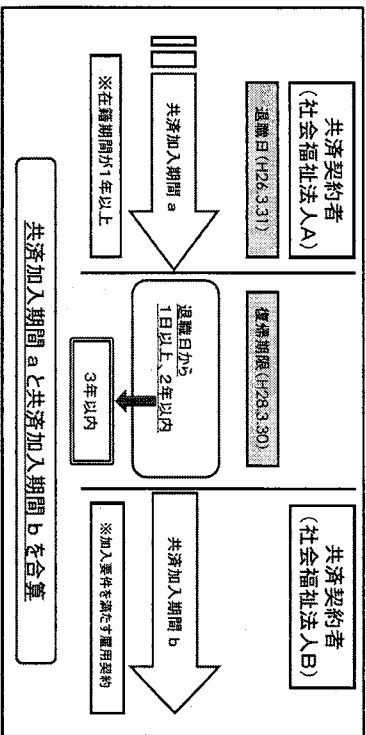 共済契約者
(社会福祉法人A)
退職日(H26.3.31)
共済加入期間 a
※在籍期間が1年以上
復帰期限(H28.3.30)
退職日から
1日以上、2年以内
3年以内
共済契約者
(社会福祉法人B)
共済加入期間 b
※加入要件を満たす雇用契約
共済加入期間 a と共済加入期間 b を合算